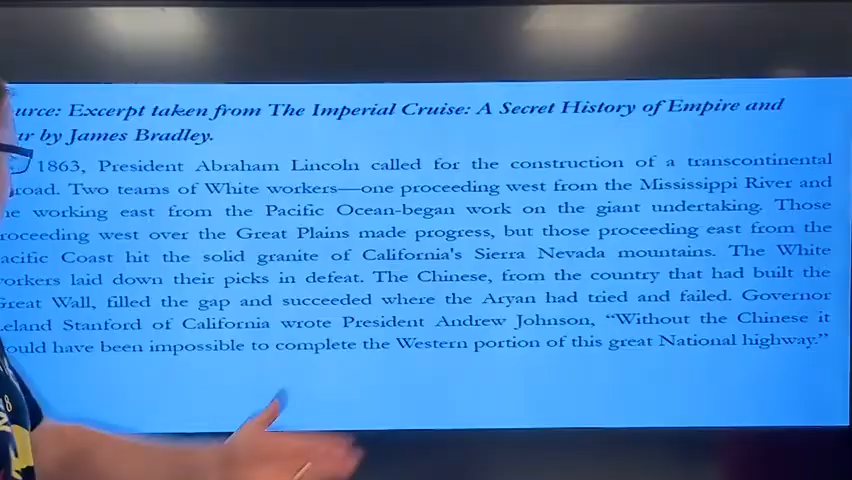 urce: Excerpt taken from The Imperial Cruise: A Secret History of Empire and
ar by James Bradley.
1863, President Abraham Lincoln called for the construction of a transcontinental
road. Two teams of White workers—one proceeding west from the Mississippi River and
ne working east from the Pacific Ocean-began work on the giant undertaking. Those
roceeding west over the Great Plains made progress, but those proceeding east from the
acific Coast hit the solid granite of California's Sierra Nevada mountains. The White
orkers laid down their picks in defeat. The Chinese, from the country that had built the
Great Wall, filled the gap and succeeded where the Aryan had tried and failed. Governor
eland Stanford of California wrote President Andrew Johnson, “Without the Chinese it
ould have been impossible to complete the Western portion of this great National highway.”
8